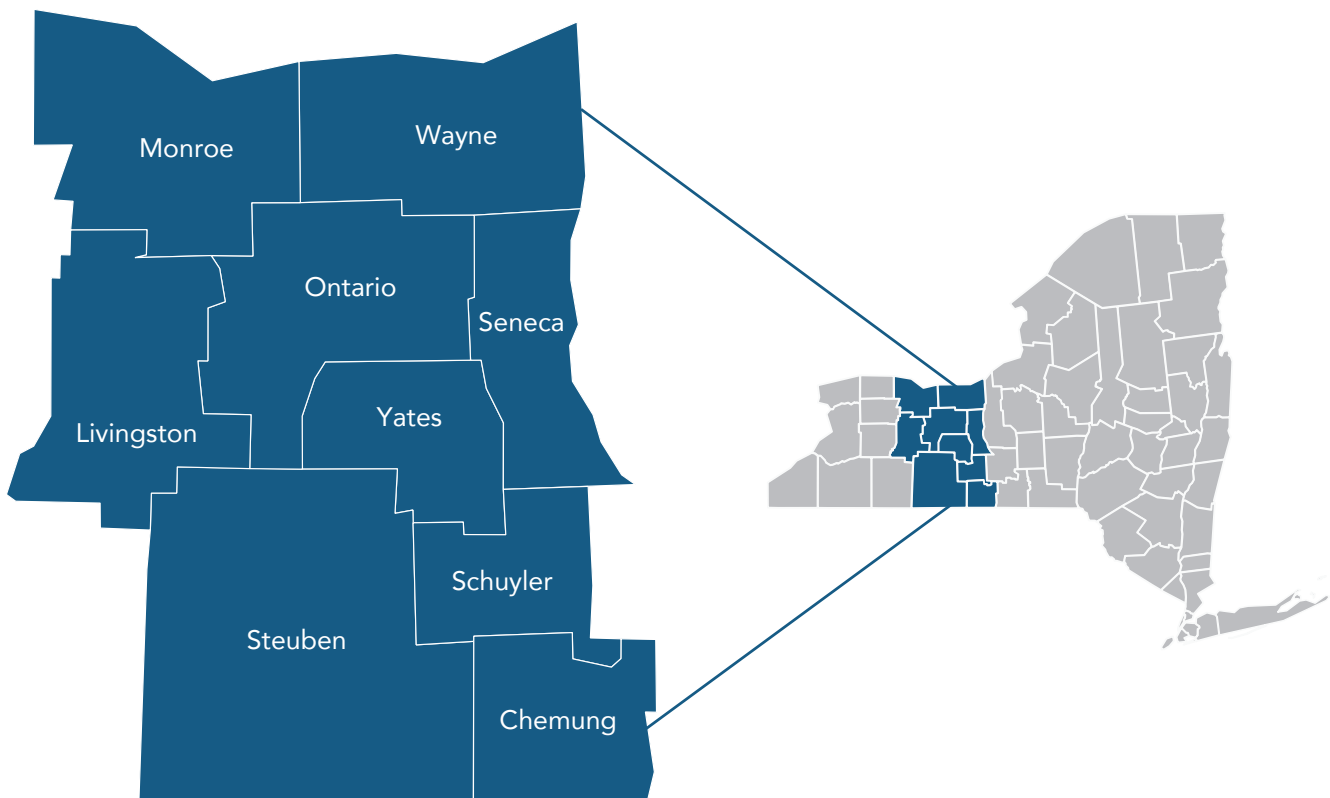 Monroe
Wayne
Ontario
Seneca
Livingston
Yates
Schuyler
Steuben
Chemung